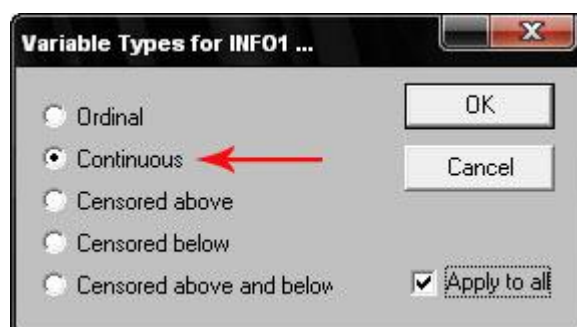 Variable Types for INFO1 ...
Ordinal
Continuous
Censored above
Censored below
Censored above and below
OK
Cancel
Apply to all